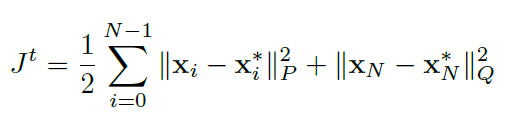 J^t = \frac{1}{2} \sum_{i=0}^{N-1} \|\mathbf{x}_i - \mathbf{x}_i^*\|_P^2 + \|\mathbf{x}_N - \mathbf{x}_N^*\|_Q^2